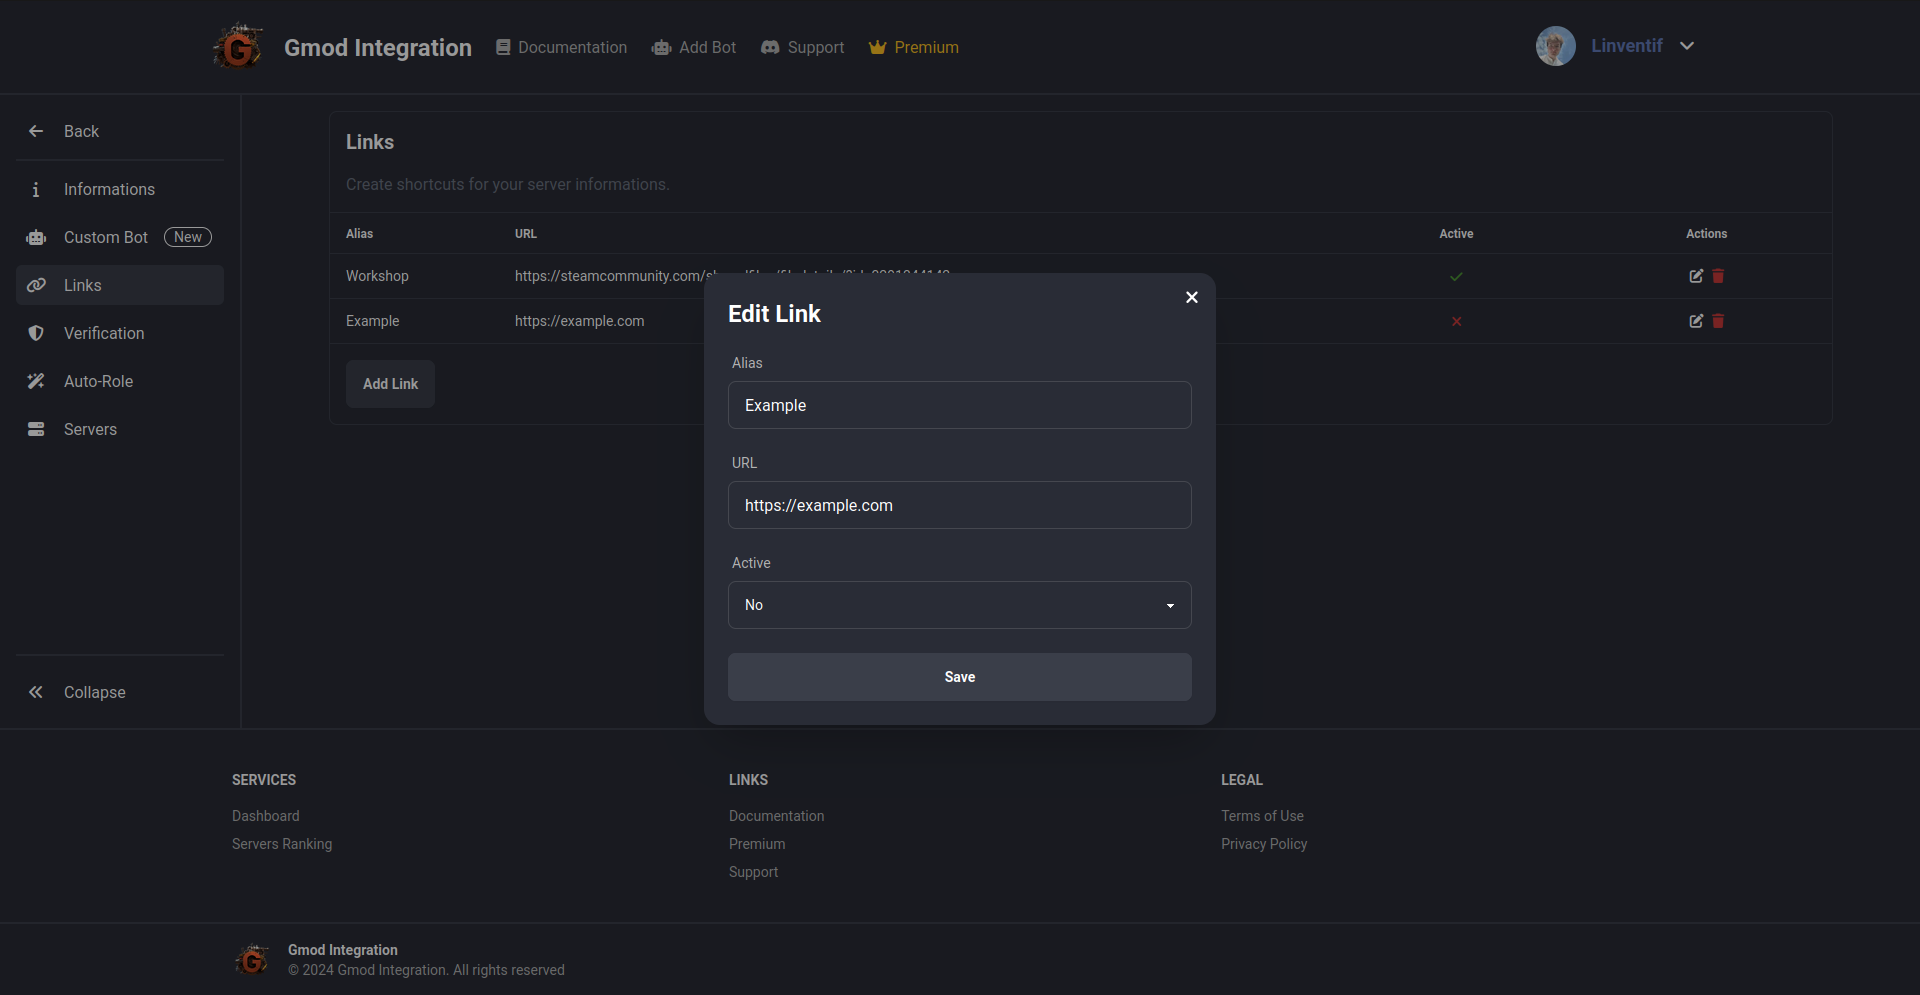 Gmod Integration
Documentation
Add Bot
Support
Premium
Linventif
Back
Informations
Custom Bot New
Links
Verification
Auto-Role
Servers
Collapse
Links
Create shortcuts for your server informations.
Alias URL Active Actions
Workshop https://steamcommunity.com/
Example https://example.com
Add Link
Edit Link
Alias
Example
URL
https://example.com
Active
No
Save
SERVICES
Dashboard
Servers Ranking
LINKS
Documentation
Premium
Support
LEGAL
Terms of Use
Privacy Policy
Gmod Integration
© 2024 Gmod Integration. All rights reserved